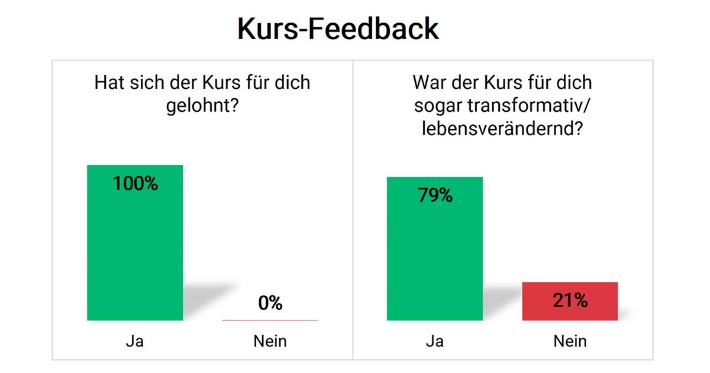 Kurs-Feedback
Hat sich der Kurs für dich
gelohnt?
100%
0%
Ja
Nein
War der Kurs für dich
sogar transformativ/
lebensverändernd?
79%
21%
Ja
Nein